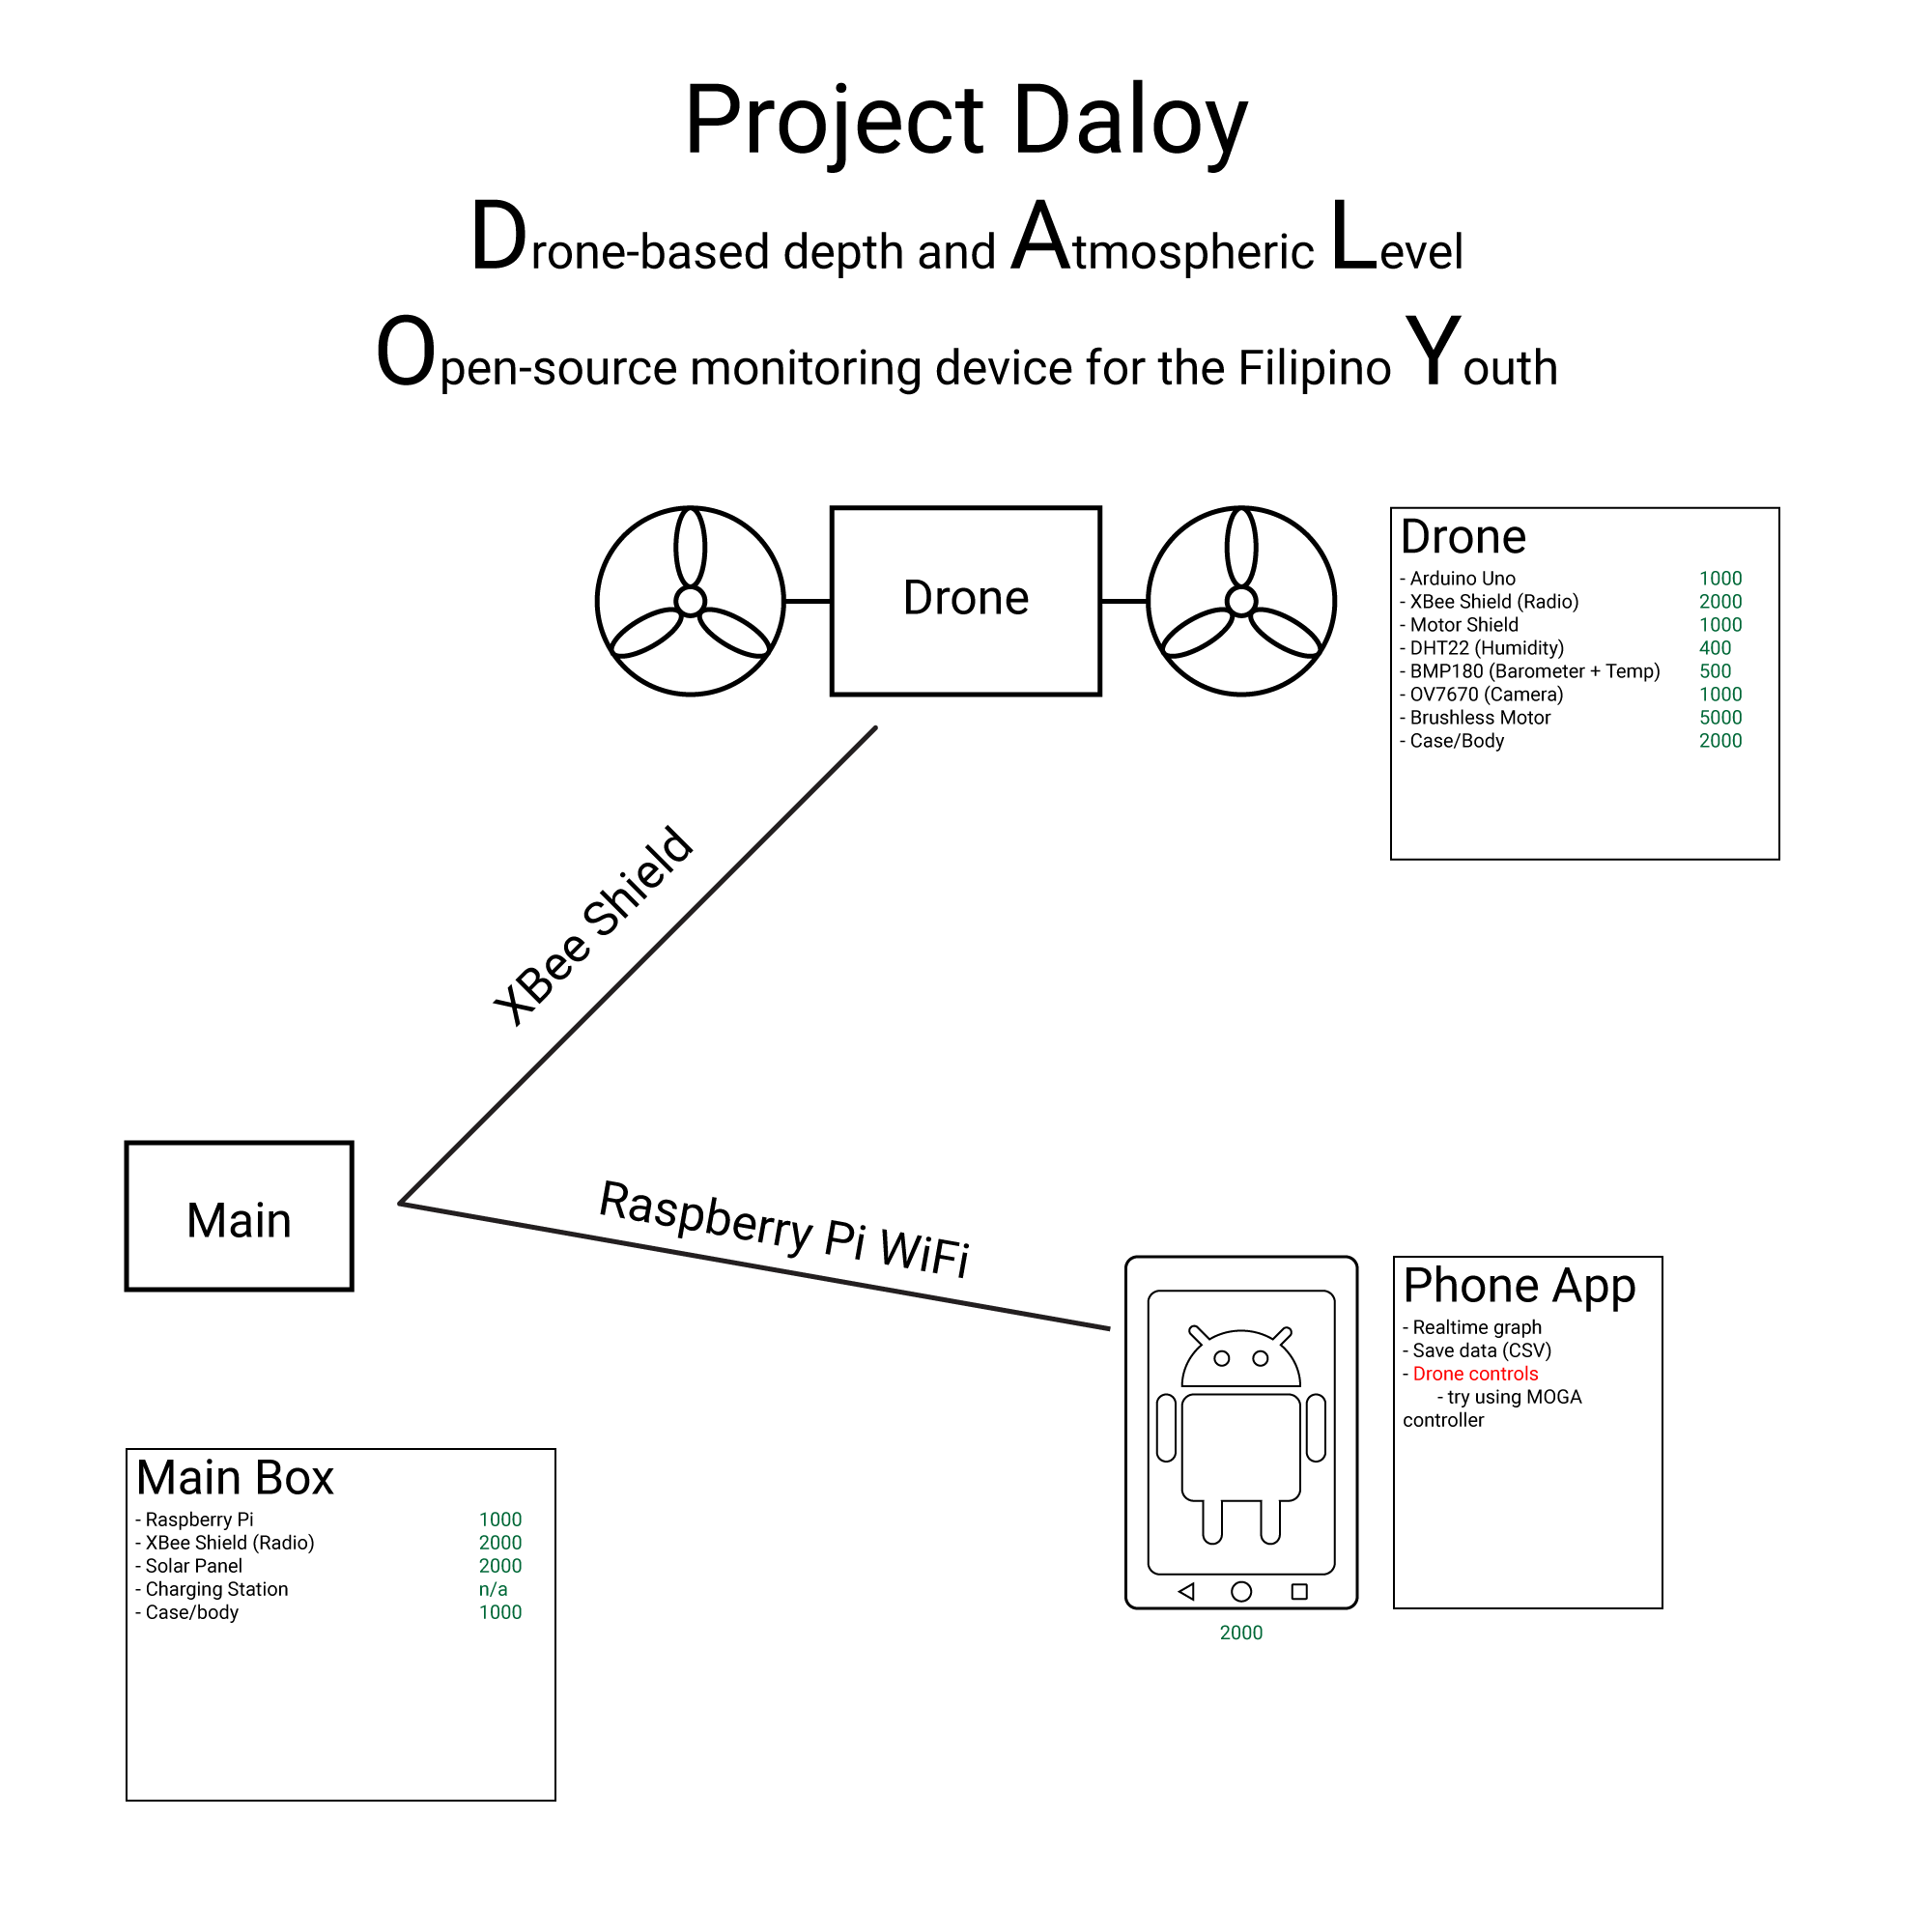 Project Daloy
Drone-based depth and Atmospheric Level
Open-source monitoring device for the Filipino Youth
Drone
Drone
- Arduino Uno 1000
- XBee Shield (Radio) 2000
- Motor Shield 1000
- DHT22 (Humidity) 400
- BMP180 (Barometer + Temp) 500
- OV7670 (Camera) 1000
- Brushless Motor 5000
- Case/Body 2000
XBee Shield
Main
Raspberry Pi WiFi
Phone App
- Realtime graph
- Save data (CSV)
- Drone controls
- try using MOGA
controller
2000
Main Box
- Raspberry Pi 1000
- XBee Shield (Radio) 2000
- Solar Panel 2000
- Charging Station n/a
- Case/body 1000